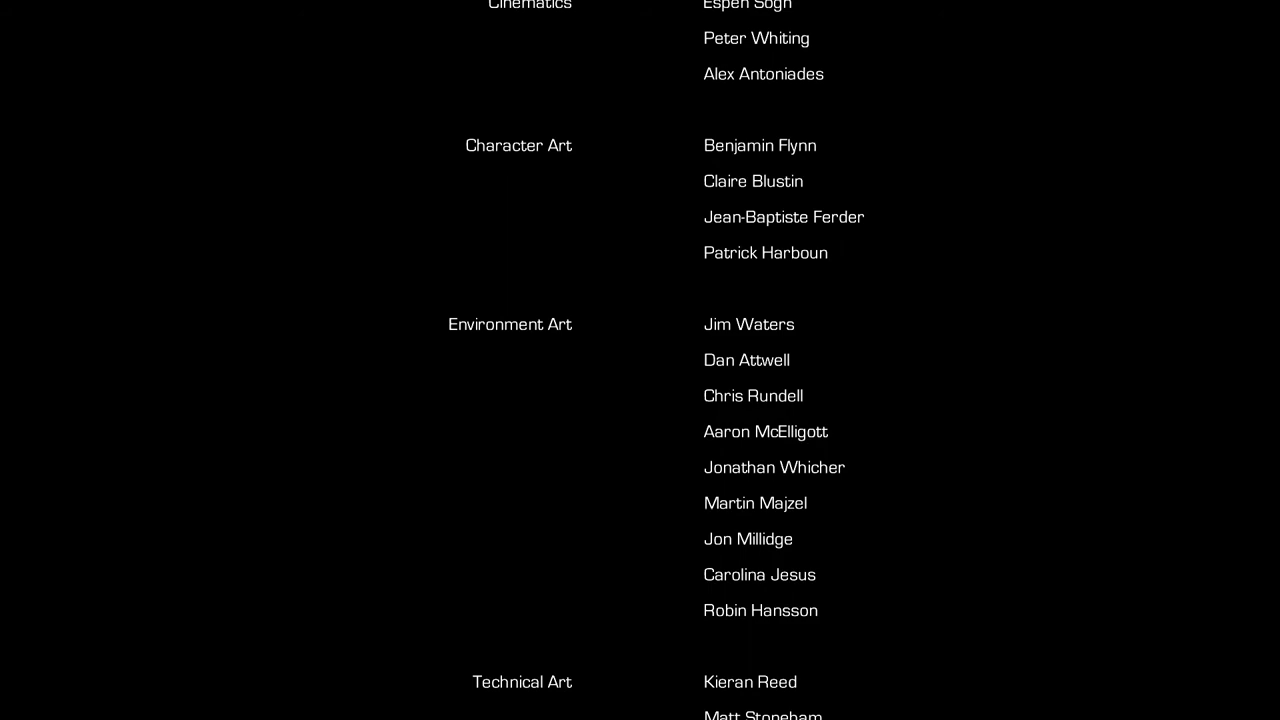 Cinematics Espen Sogn
Peter Whiting
Alex Antoniades
Character Art Benjamin Flynn
Claire Blustin
Jean-Baptiste Ferder
Patrick Harboun
Environment Art Jim Waters
Dan Attwell
Chris Rundell
Aaron McElligott
Jonathan Whicher
Martin Majzel
Jon Millidge
Carolina Jesus
Robin Hansson
Technical Art Kieran Reed
Matt Stoneham